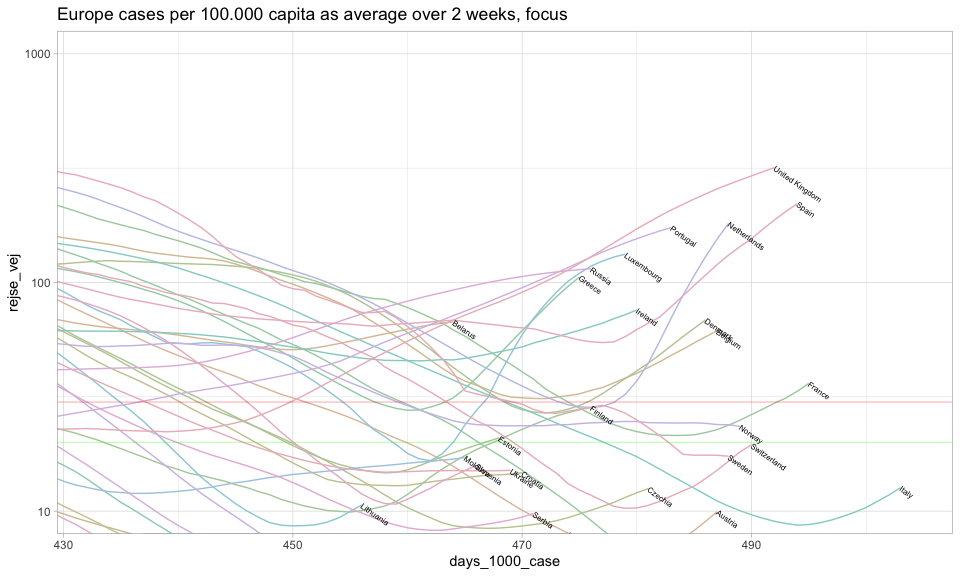 Europe cases per 100.000 capita as average over 2 weeks, focus
rejse_vej
1000
100
10
United Kingdom
Spain
Netherlands
Portugal
Luxembourg
Russia
Greece
Ireland
Belarus
Denmark
Belgium
France
Finland
Norway
Estonia
Switzerland
Sweden
Moldova
Slovenia
Ukraine
Croatia
Czechia
Italy
Lithuania
Serbia
Austria
430
450
470
490
days_1000_case